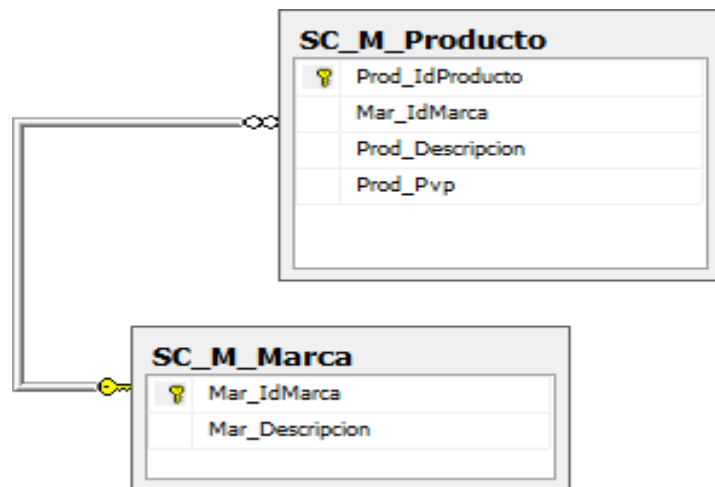 SC_M_Producto
Prod_IdProducto
Mar_IdMarca
Prod_Descripcion
Prod_Pvp
SC_M_Marca
Mar_IdMarca
Mar_Descripcion